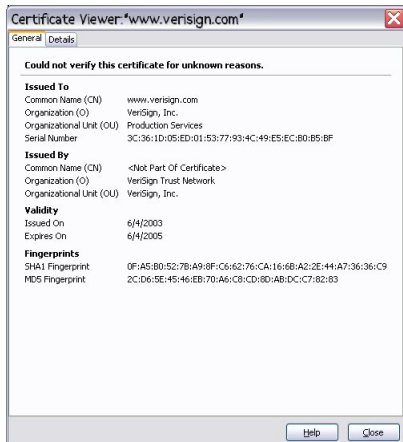 Certificate Viewer:"www.verisign.com"
General Details
Could not verify this certificate for unknown reasons.
Issued To
Common Name (CN) www.verisign.com
Organization (O) VeriSign, Inc.
Organizational Unit (OU) Production Services
Serial Number 3C:36:1D:05:ED:01:53:77:93:4C:49:E5:EC:B0:B5:BF
Issued By
Common Name (CN) <Not Part Of Certificate>
Organization (O) VeriSign Trust Network
Organizational Unit (OU) VeriSign, Inc.
Validity
Issued On 6/4/2003
Expires On 6/4/2005
Fingerprints
SHA1 Fingerprint 0F:A5:B0:52:7B:A9:8F:C6:62:76:CA:16:6B:A2:2E:44:A7:36:36:C9
MD5 Fingerprint 2C:D6:5E:45:46:EB:70:A6:C8:CD:8D:AB:DC:C7:82:83
Help Close